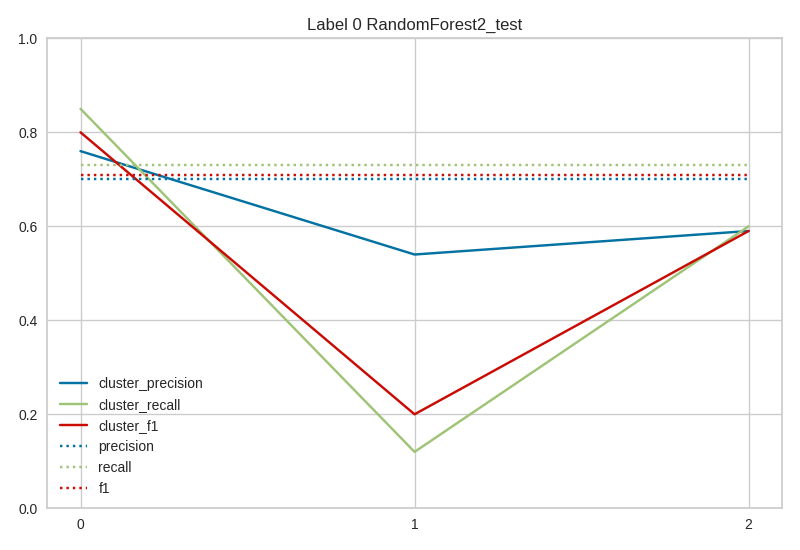 Label 0 RandomForest2_test
1.0
0.8
0.6
0.4
0.2
0.0
cluster_precision
cluster_recall
cluster_f1
precision
recall
f1
0 1 2